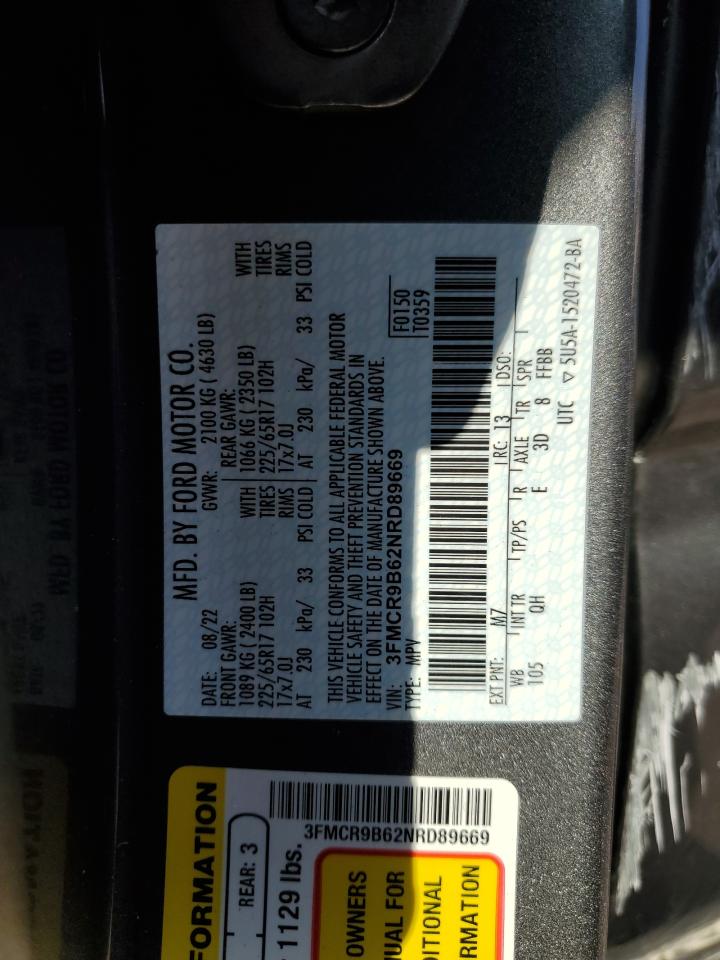 MFD. BY FORD MOTOR CO.
DATE: 08/22 GVWR: 2100 KG ( 4630 LB)
FRONT GAWR: REAR GAWR:
1089 KG ( 2400 LB) WITH 1066 KG ( 2350 LB) WITH
225/65R17 102H TIRES 225/65R17 102H TIRES
17x7.0J RIMS 17x7.0J RIMS
AT 230 kPa/ 33 PSI COLD AT 230 kPa/ 33 PSI COLD
THIS VEHICLE CONFORMS TO ALL APPLICABLE FEDERAL MOTOR
VEHICLE SAFETY AND THEFT PREVENTION STANDARDS IN
EFFECT ON THE DATE OF MANUFACTURE SHOWN ABOVE.
VIN: 3FMCR9B62NRD89669 F0150
TYPE: MPV T0359
EXT PNT: M7 RC: 13 DSO:
WB INT TR TP/PS R AXLE TR SPR
105 QH E 3D 8 FFBB
UTC ▽ 5U5A-1520472-BA
FORMATION
REAR: 3
1129 lbs.
3FMCR9B62NRD89669
OWNERS
UAL FOR
DITIONAL
RMATION